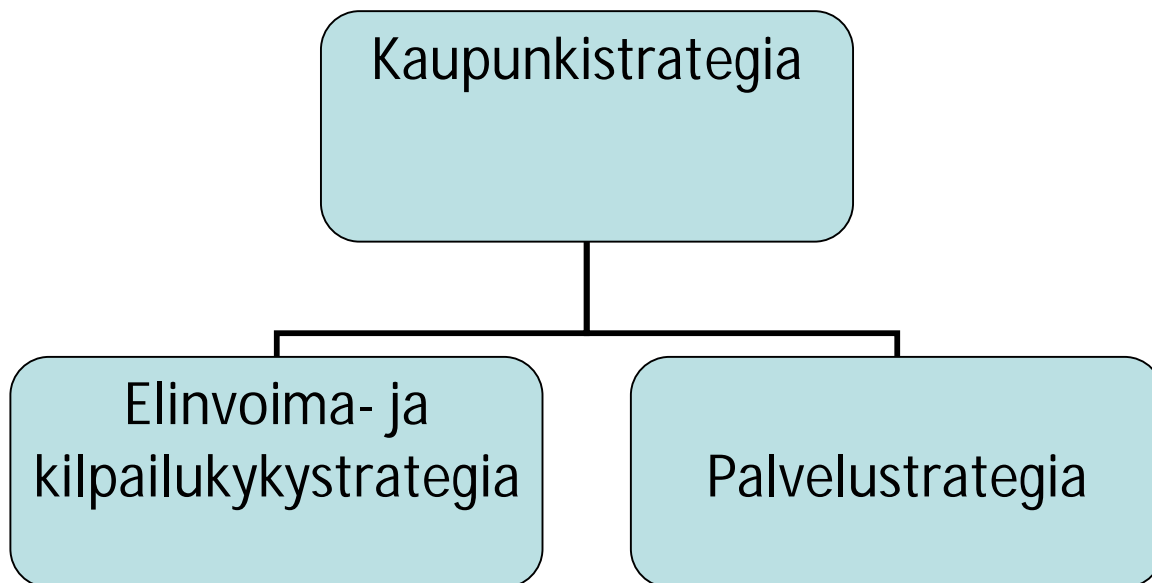 Kaupunkistrategia
Elinvoima- ja
kilpailukykystrategia
Palvelustrategia